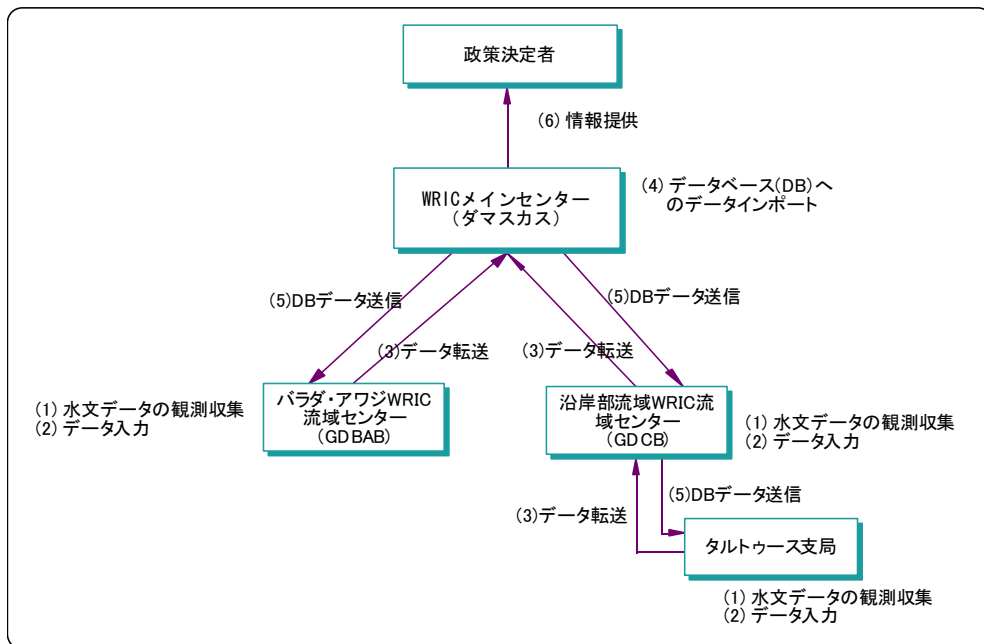 政策決定者
(6) 情報提供
WRICメインセンター
(ダマスカス)
(4) データベース(DB)へ
のデータインポート
(5)DBデータ送信
(5)DBデータ送信
(3)データ転送
(3)データ転送
バラダ・アワジWRIC
流域センター
(GDBAB)
(1) 水文データの観測収集
(2) データ入力
沿岸部流域WRIC流
域センター
(GDCB)
(1) 水文データの観測収集
(2) データ入力
(5)DBデータ送信
(3)データ転送
タルトゥース支局
(1) 水文データの観測収集
(2) データ入力